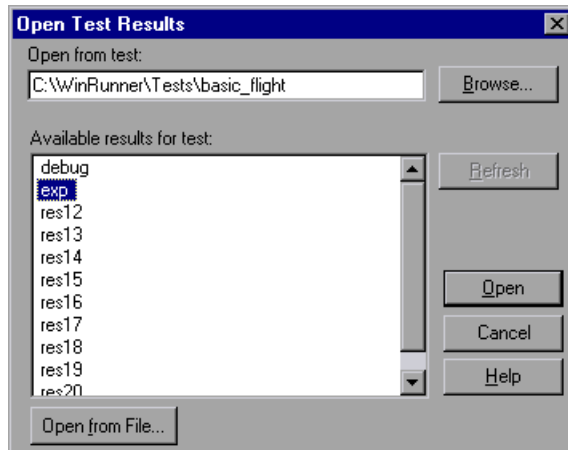 Open Test Results
Open from test:
C:\WinRunner\Tests\basic_flight
Browse...
Available results for test:
debug
exp
res12
res13
res14
res15
res16
res17
res18
res19
res20
Refresh
Open
Cancel
Help
Open from File...